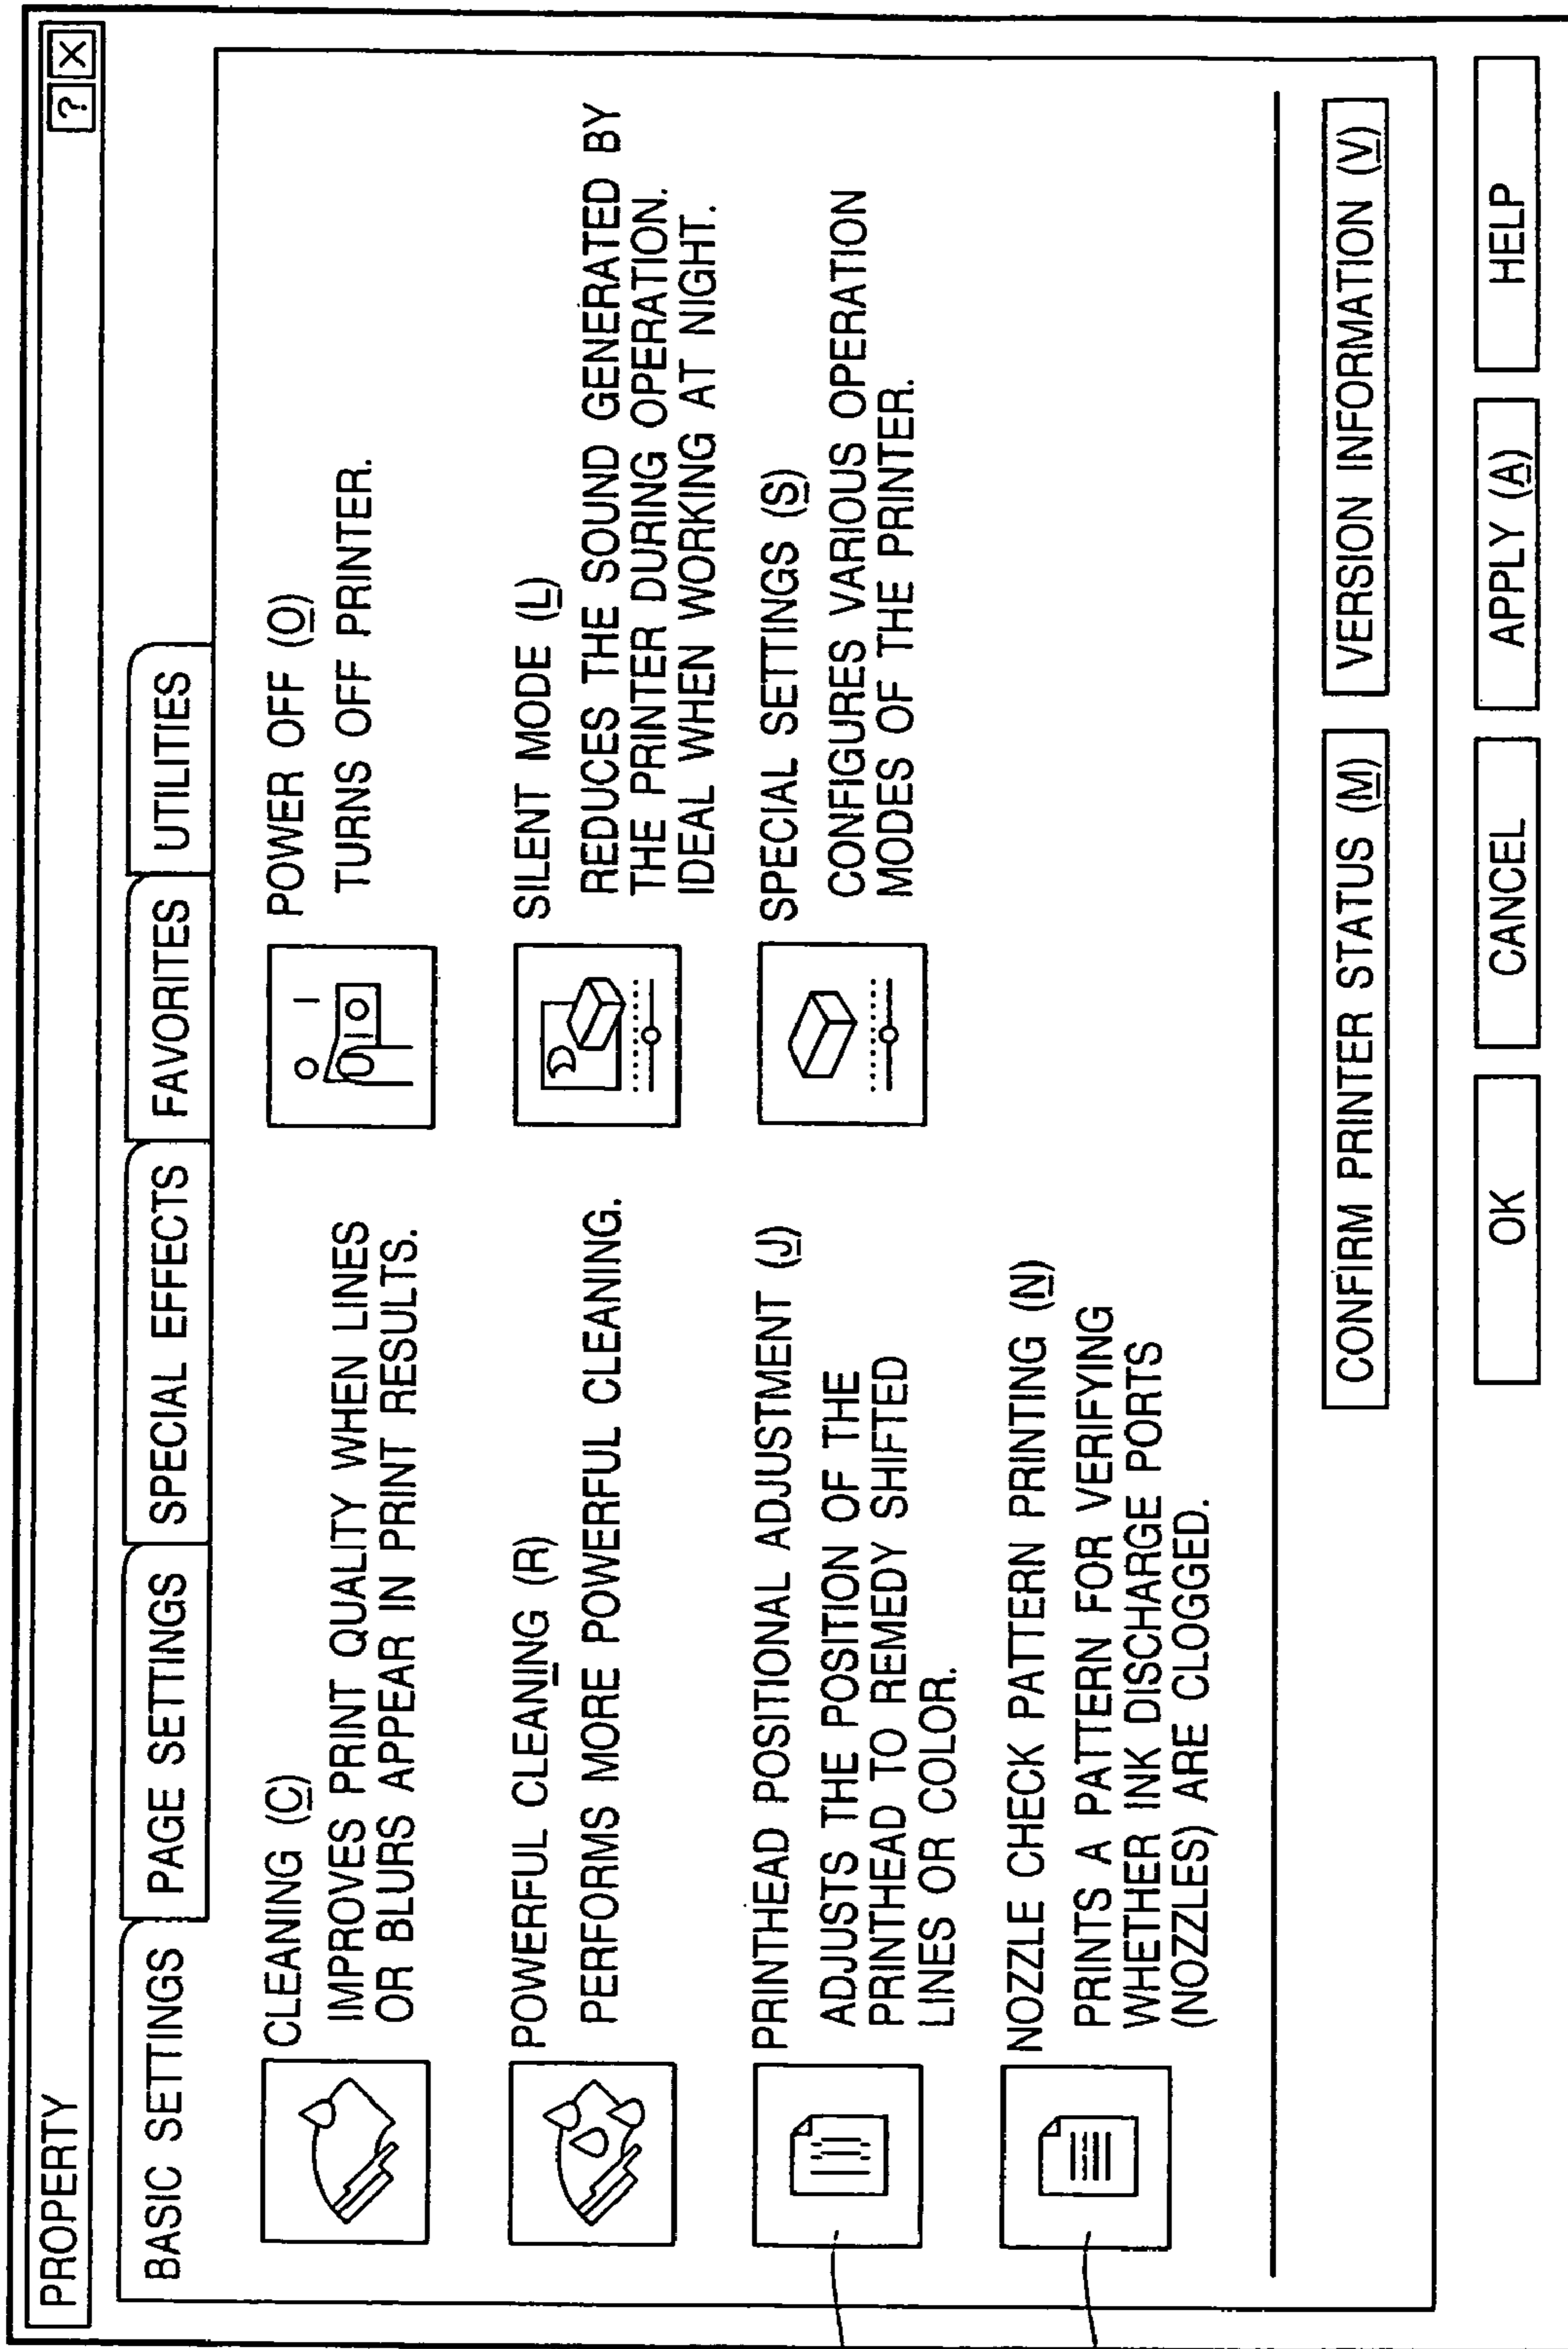 PROPERTY
? X
BASIC SETTINGS
PAGE SETTINGS
SPECIAL EFFECTS
FAVORITES
UTILITIES
CLEANING (C)
IMPROVES PRINT QUALITY WHEN LINES
OR BLURS APPEAR IN PRINT RESULTS.
POWERFUL CLEANING (R)
PERFORMS MORE POWERFUL CLEANING.
PRINTHEAD POSITIONAL ADJUSTMENT (J)
ADJUSTS THE POSITION OF THE
PRINTHEAD TO REMEDY SHIFTED
LINES OR COLOR.
NOZZLE CHECK PATTERN PRINTING (N)
PRINTS A PATTERN FOR VERIFYING
WHETHER INK DISCHARGE PORTS
(NOZZLES) ARE CLOGGED.
POWER OFF (O)
TURNS OFF PRINTER.
SILENT MODE (L)
REDUCES THE SOUND GENERATED BY
THE PRINTER DURING OPERATION.
IDEAL WHEN WORKING AT NIGHT.
SPECIAL SETTINGS (S)
CONFIGURES VARIOUS OPERATION
MODES OF THE PRINTER.
CONFIRM PRINTER STATUS (M)
VERSION INFORMATION (V)
OK
CANCEL
APPLY (A)
HELP